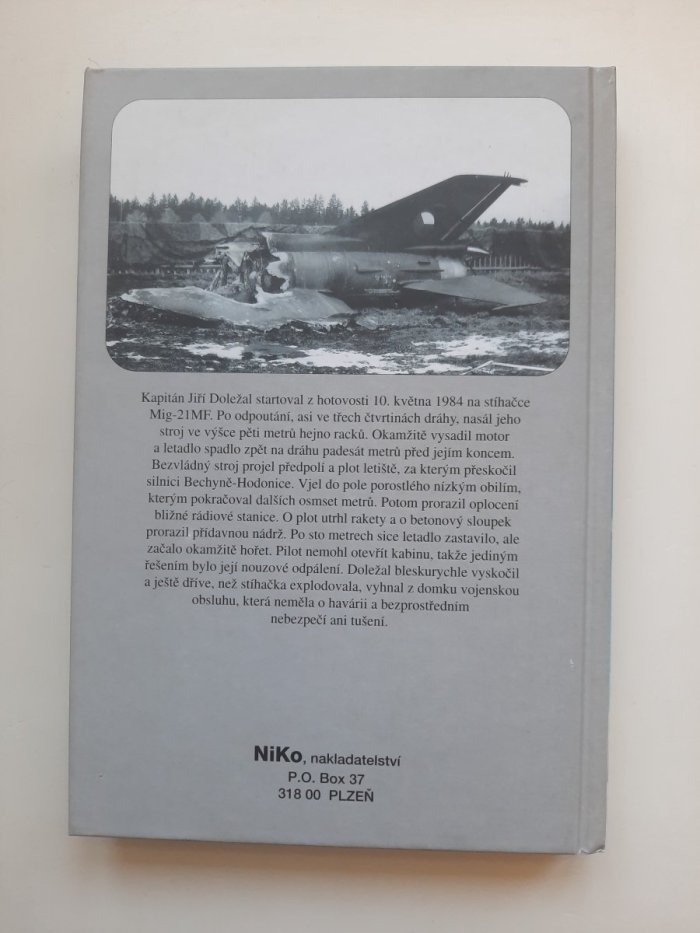 Kapitán Jiří Doležal startoval z hotovosti 10. května 1984 na stíhačce
Mig-21MF. Po odpoutání, asi ve třech čtvrtinách dráhy, nasál jeho
stroj ve výšce pěti metrů hejno racků. Okamžitě vysadil motor
a letadlo spadlo zpět na dráhu padesát metrů před jejím koncem.
Bezvládný stroj projel předpolí a plot letiště, za kterým přeskočil
silnici Bechyně-Hodonice. Vjel do pole porostlého nízkým obilím,
kterým pokračoval dalších osmset metrů. Potom prorazil oplocení
bližné rádiové stanice. O plot utrhl rakety a o betonový sloupek
prorazil přídavnou nádrž. Po sto metrech sice letadlo zastavilo, ale
začalo okamžitě hořet. Pilot nemohl otevřít kabinu, takže jediným
řešením bylo její nouzové odpálení. Doležal bleskurychle vyskočil
a ještě dříve, než stíhačka explodovala, vyhnal z domku vojenskou
obsluhu, která neměla o havárii a bezprostředním
nebezpečí ani tušení.
NiKo, nakladatelství
P.O. Box 37
318 00 PLZEŇ